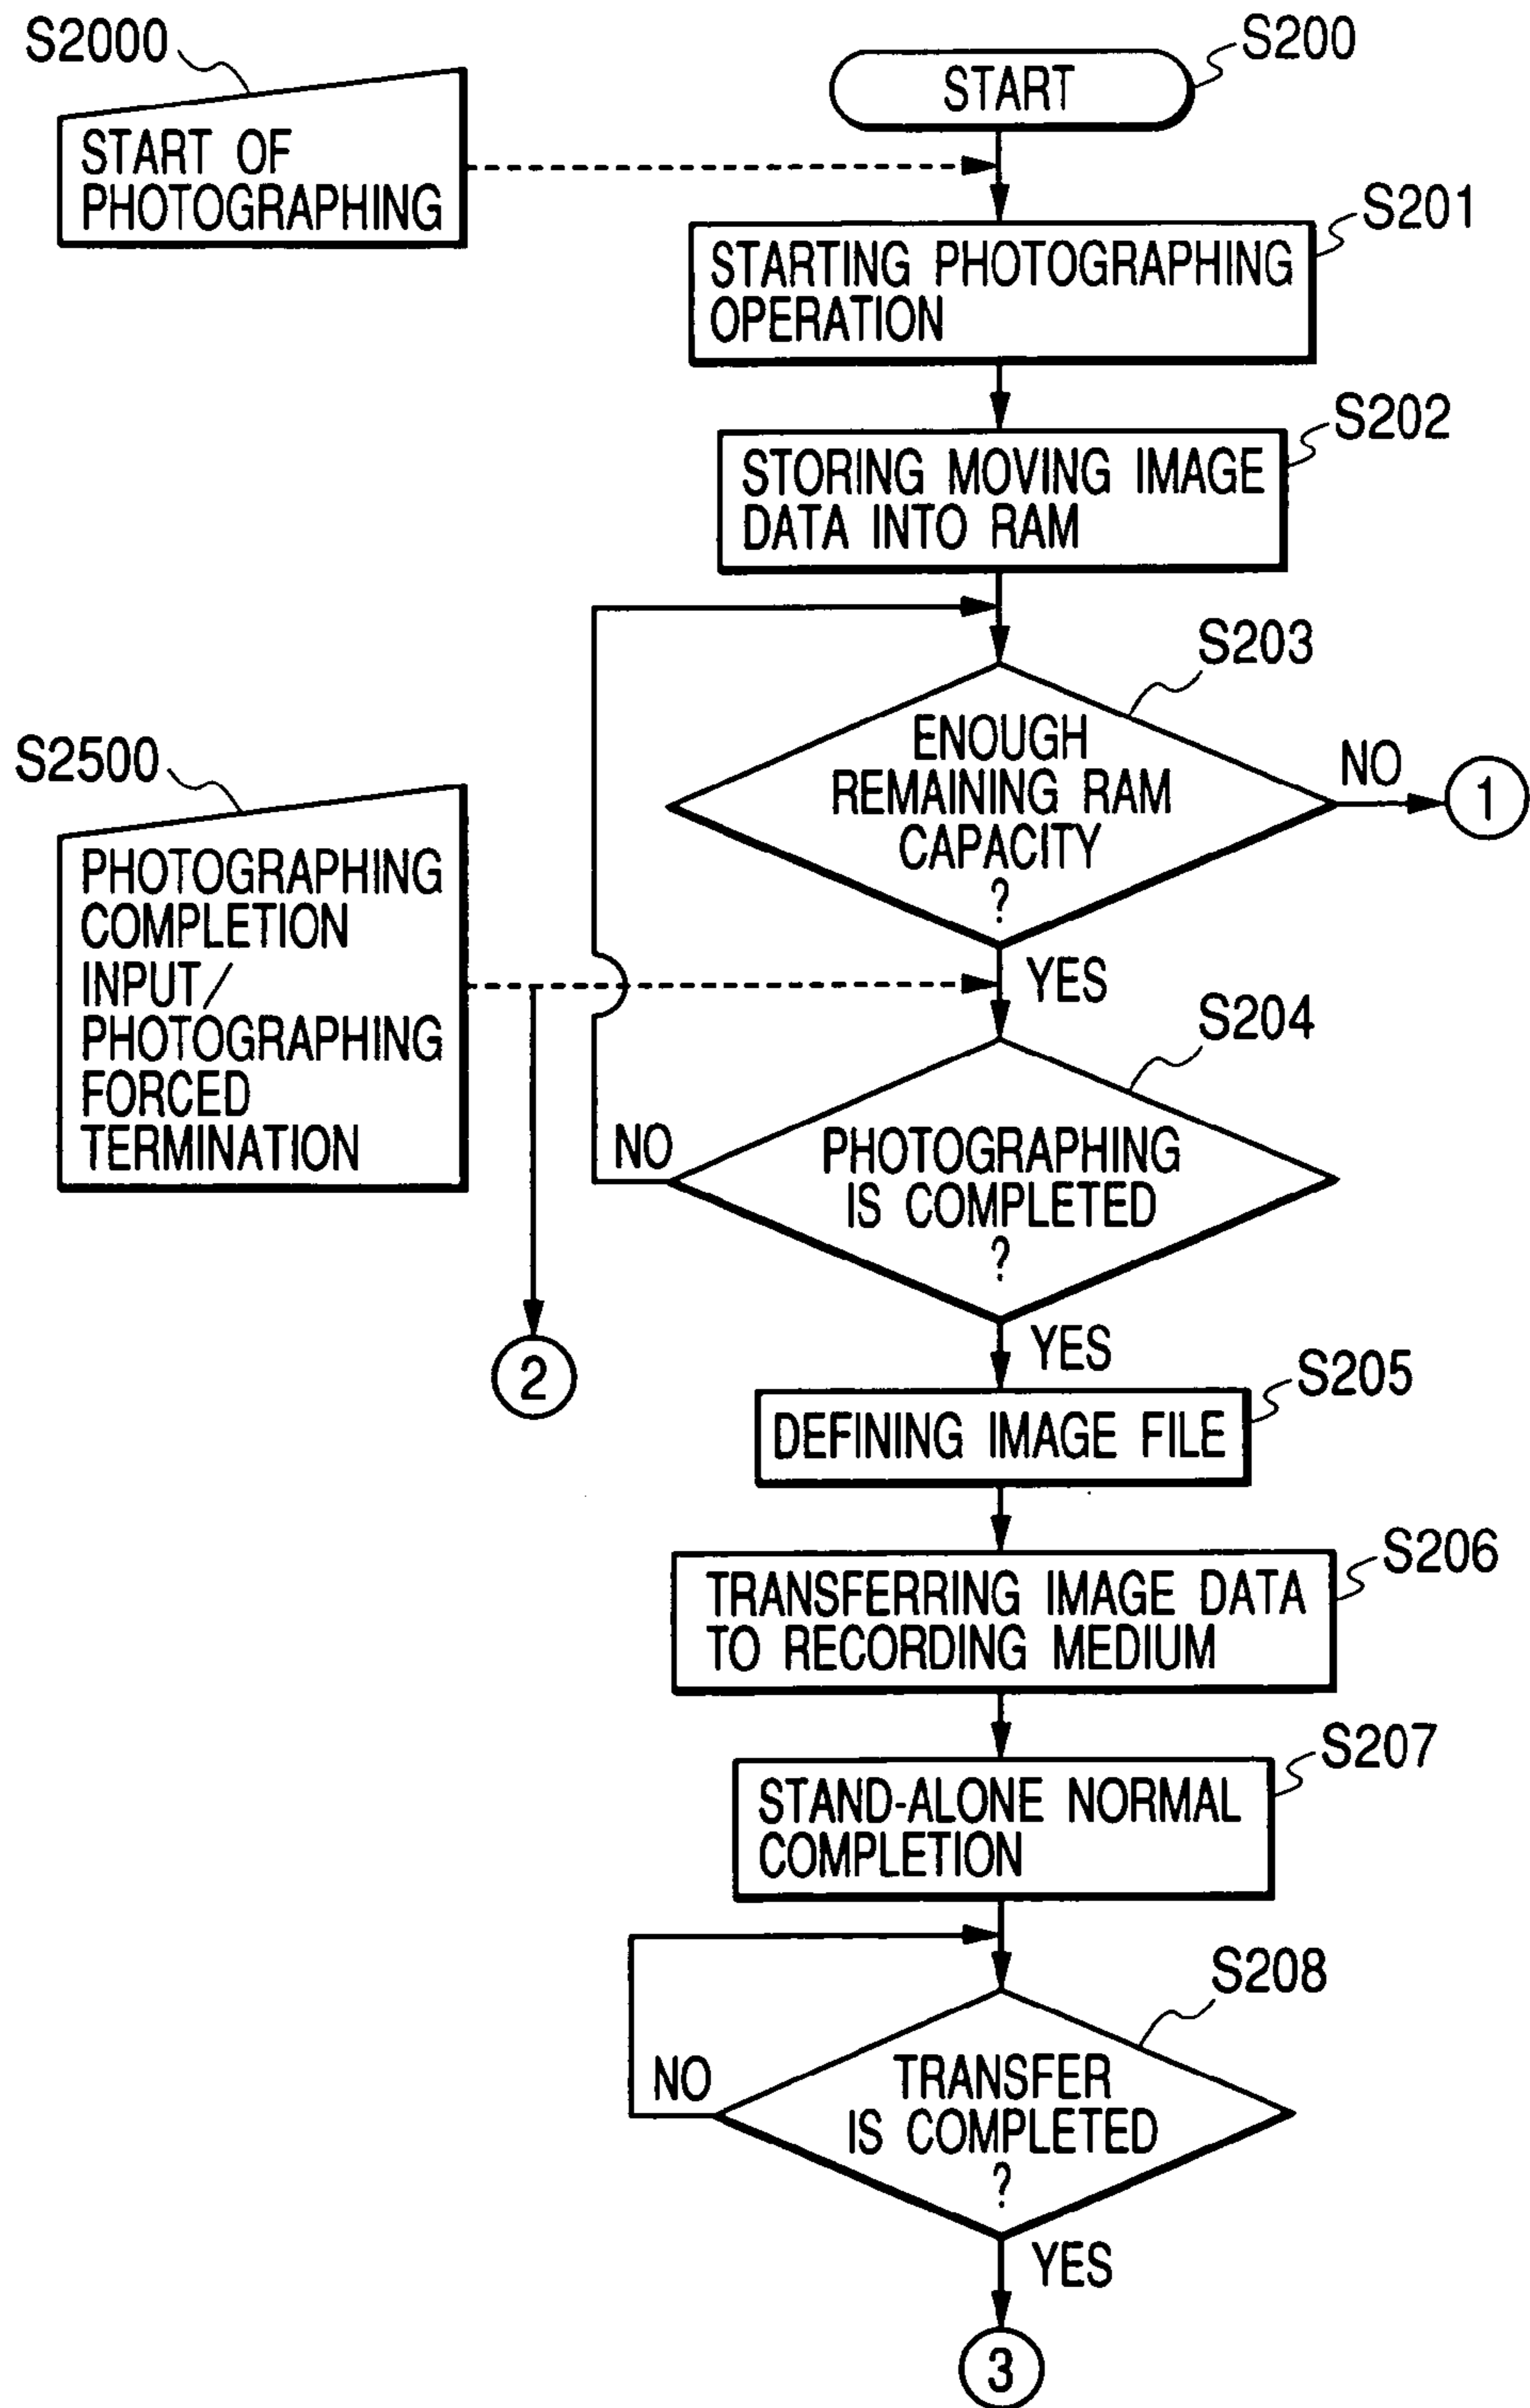 S2000
START OF
PHOTOGRAPHING
START
S200
STARTING PHOTOGRAPHING
OPERATION
S201
STORING MOVING IMAGE
DATA INTO RAM
S202
ENOUGH
REMAINING RAM
CAPACITY
?
S203
NO
1
YES
S2500
PHOTOGRAPHING
COMPLETION
INPUT/
PHOTOGRAPHING
FORCED
TERMINATION
2
S204
PHOTOGRAPHING
IS COMPLETED
?
NO
YES
S205
DEFINING IMAGE FILE
S206
TRANSFERRING IMAGE DATA
TO RECORDING MEDIUM
S207
STAND-ALONE NORMAL
COMPLETION
S208
TRANSFER
IS COMPLETED
?
NO
YES
3